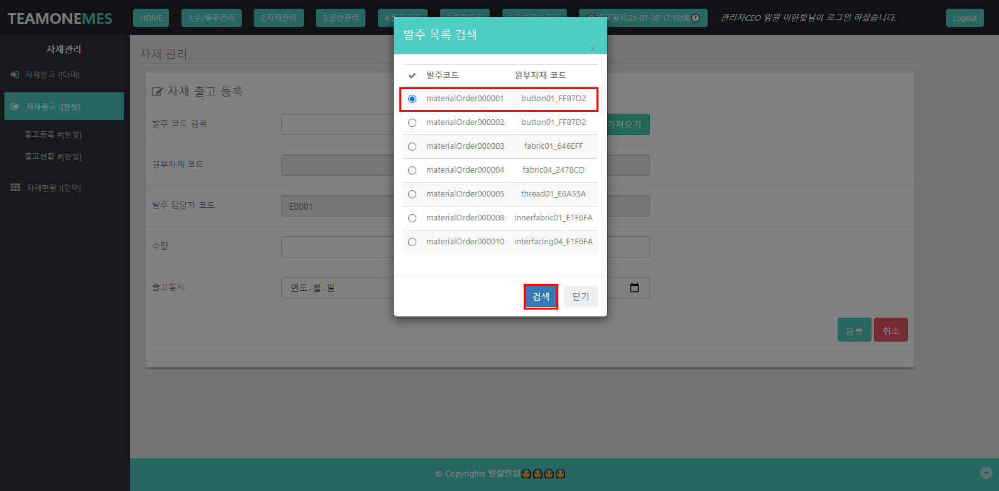 TEAMONEMES
HOME
1.수/발주관리
2.자재관리
3.생산관리
배포일시:21-07-30 17:10:00
관리자CEO 임원 이한빛님이 로그인 하셨습니다.
Logout
자재관리
자재입고 ![다미]
자재출고 ![한빛]
출고등록 #[한빛]
출고현황 #[한빛]
자재현황 ![민아]
자재 관리
자재 출고 등록
발주 코드 검색
가져오기
원부자재 코드
발주 담당자 코드
E0001
수량
출고일시
연도-월-일
등록
취소
발주 목록 검색
×
발주코드 원부자재 코드
materialOrder000001 button01_FF87D2
materialOrder000002 button01_FF87D2
materialOrder000003 fabric01_646EFF
materialOrder000004 fabric04_2478CD
materialOrder000005 thread01_E6A55A
materialOrder000008 innerfabric01_E1F6FA
materialOrder000010 interfacing04_E1F6FA
검색
닫기
© Copyrights 일절만팀